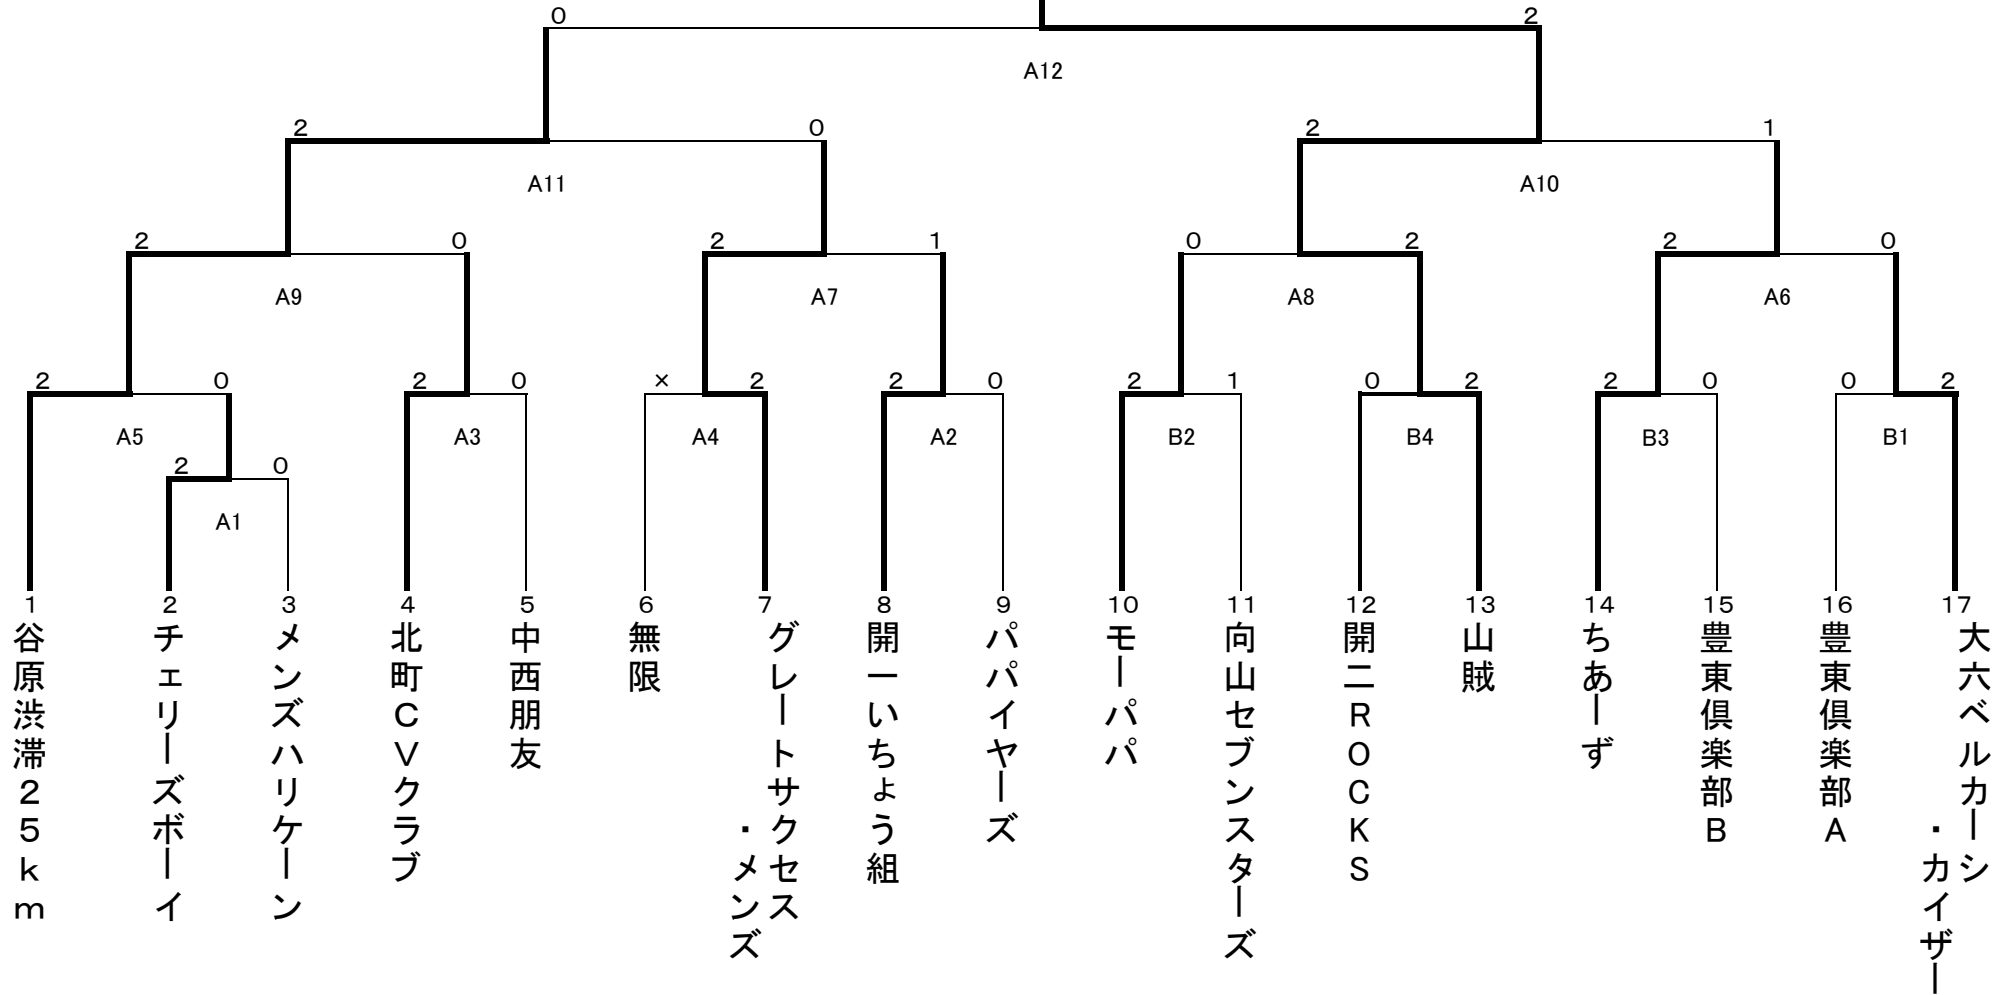 0 2
A12
2 0 2 1
A11 A10
2 0 2 1 0 2 2 0
A9 A7 A8 A6
2 0 2 0 × 2 2 0 2 1 0 2 2 0 0 2
A5 A3 A4 A2 B2 B4 B3 B1
2 0
A1
1 2 3 4 5 6 7 8 9 10 11 12 13 14 15 16 17
谷原渋滞25km
チェリーズボーイ
メンズハリケーン
北町CVクラブ
中西朋友
無限
グレートサクセス
・メンズ
開一いちょう組
パパイヤーズ
モーパパ
向山セブンスターズ
開二ROCKS
山賊
ちあーず
豊東倶楽部B
豊東倶楽部A
大六ベルカーシ
・カイザー